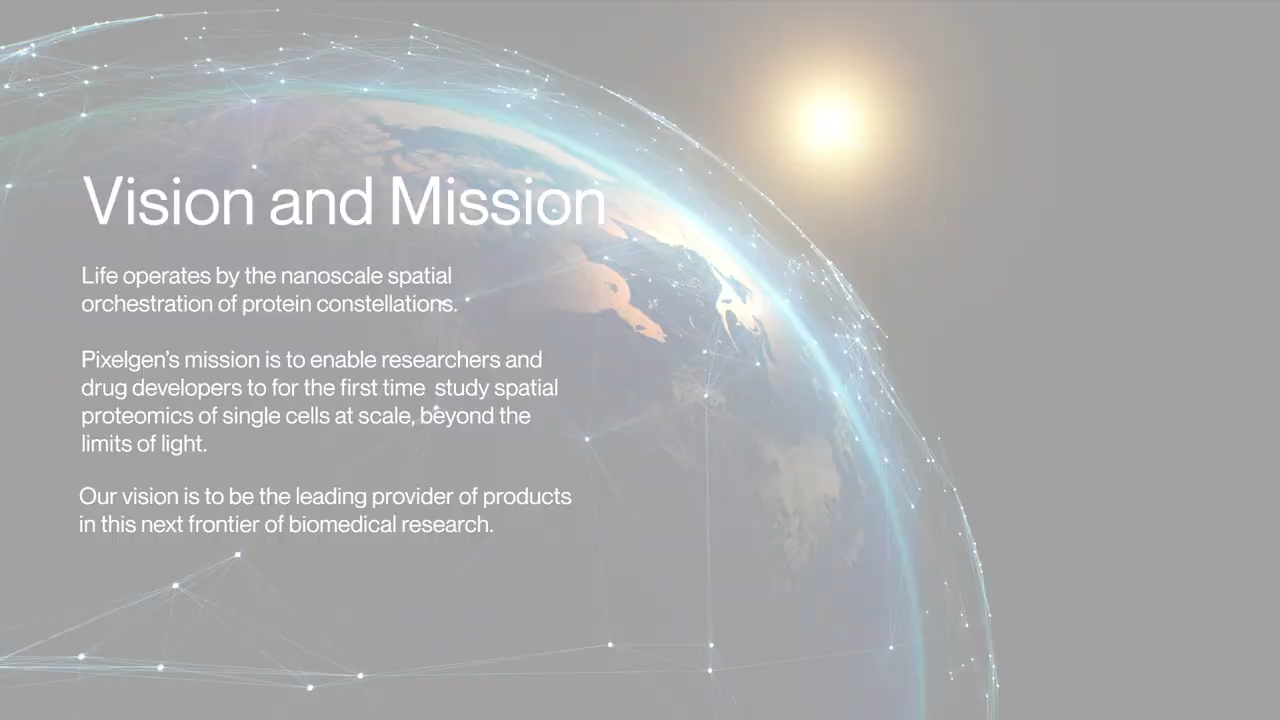 Vision and Mission
Life operates by the nanoscale spatial
orchestration of protein constellations.
Pixelgen’s mission is to enable researchers and
drug developers to for the first time  study spatial
proteomics of single cells at scale, beyond the
limits of light.
Our vision is to be the leading provider of products
in this next frontier of biomedical research.